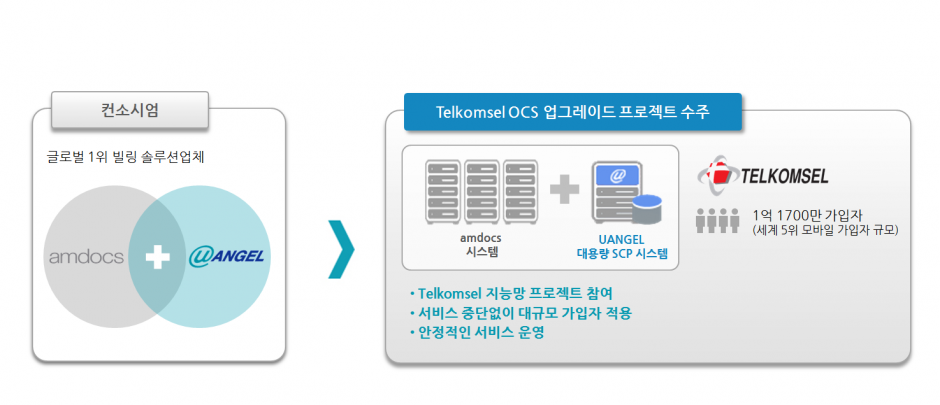 컨소시엄
글로벌 1위 빌링 솔루션업체
amdocs
@UANGEL
Telkomsel OCS 업그레이드 프로젝트 수주
amdocs
시스템
@
UANGEL
대용량 SCP 시스템
TELKOMSEL
1억 1700만 가입자
(세계 5위 모바일 가입자 규모)
• Telkomsel 지능망 프로젝트 참여
• 서비스 중단없이 대규모 가입자 적용
• 안정적인 서비스 운영